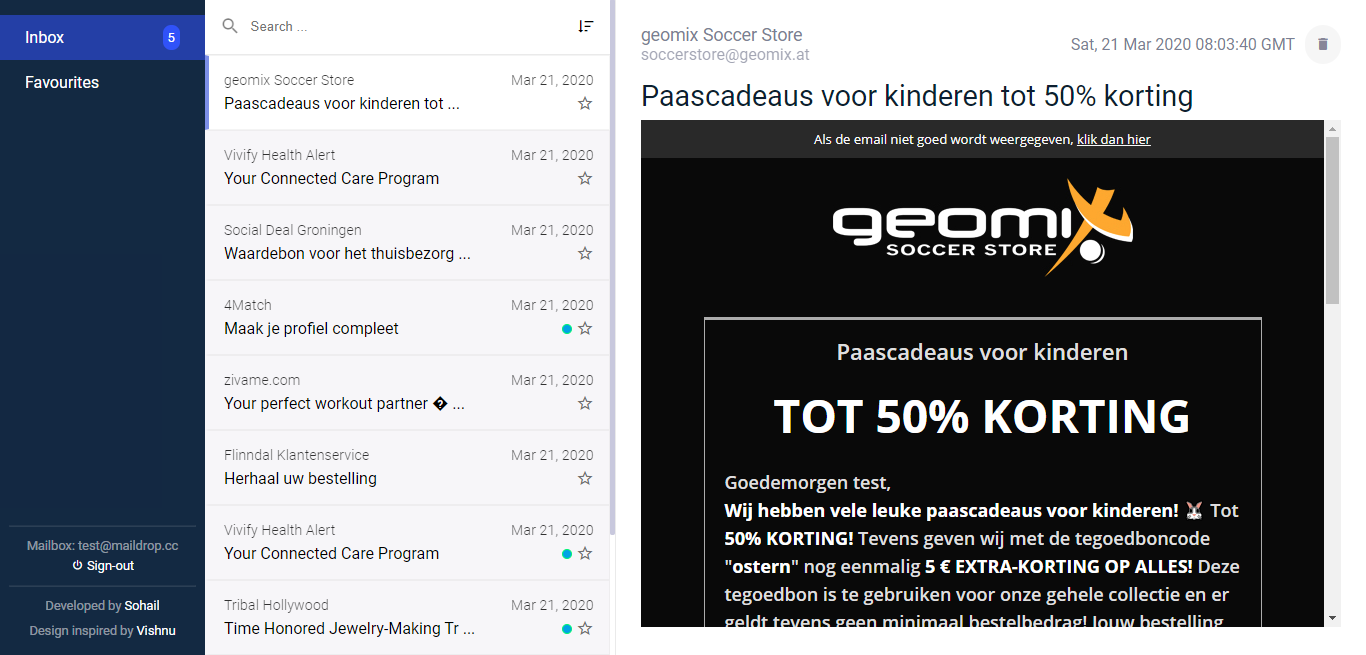 Inbox 5
Favourites
Mailbox: test@maildrop.cc
Sign-out
Developed by Sohail
Design inspired by Vishnu
Search ...
geomix Soccer Store Mar 21, 2020
Paascadeaus voor kinderen tot ...
Vivify Health Alert Mar 21, 2020
Your Connected Care Program
Social Deal Groningen Mar 21, 2020
Waardebon voor het thuisbezorg ...
4Match Mar 21, 2020
Maak je profiel compleet
zivame.com Mar 21, 2020
Your perfect workout partner � ...
Flinndal Klantenservice Mar 21, 2020
Herhaal uw bestelling
Vivify Health Alert Mar 21, 2020
Your Connected Care Program
Tribal Hollywood Mar 21, 2020
Time Honored Jewelry-Making Tr ...
geomix Soccer Store
soccerstore@geomix.at
Sat, 21 Mar 2020 08:03:40 GMT
Paascadeaus voor kinderen tot 50% korting
Als de email niet goed wordt weergegeven, klik dan hier
geomix
SOCCER STORE
Paascadeaus voor kinderen
TOT 50% KORTING
Goedemorgen test,
Wij hebben vele leuke paascadeaus voor kinderen! 🐰 Tot
50% KORTING! Tevens geven wij met de tegoedboncode
"ostern" nog eenmalig 5 € EXTRA-KORTING OP ALLES! Deze
tegoedbon is te gebruiken voor onze gehele collectie en er
geldt tevens geen minimaal bestelbedrag! Jouw bestelling